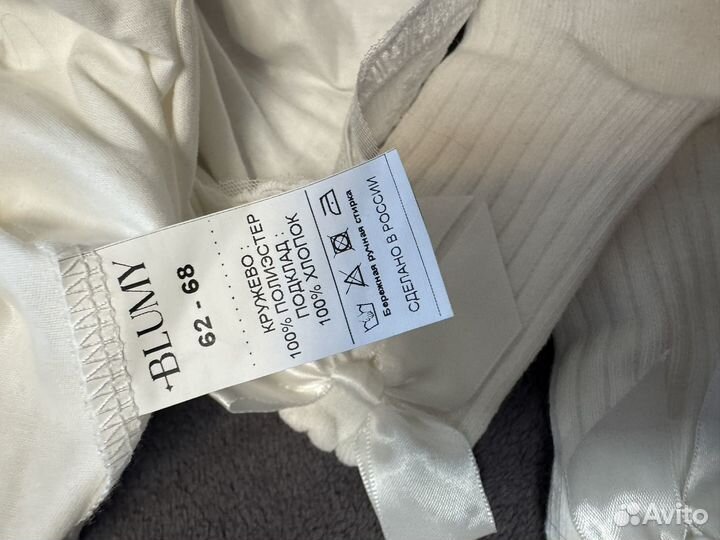 BLUMY
62 - 68
КРУЖЕВО :
100% ПОЛИЭСТЕР
ПОДКЛАД :
100% ХЛОПОК
Бережная ручная стирка
СДЕЛАНО В РОССИИ
Avito